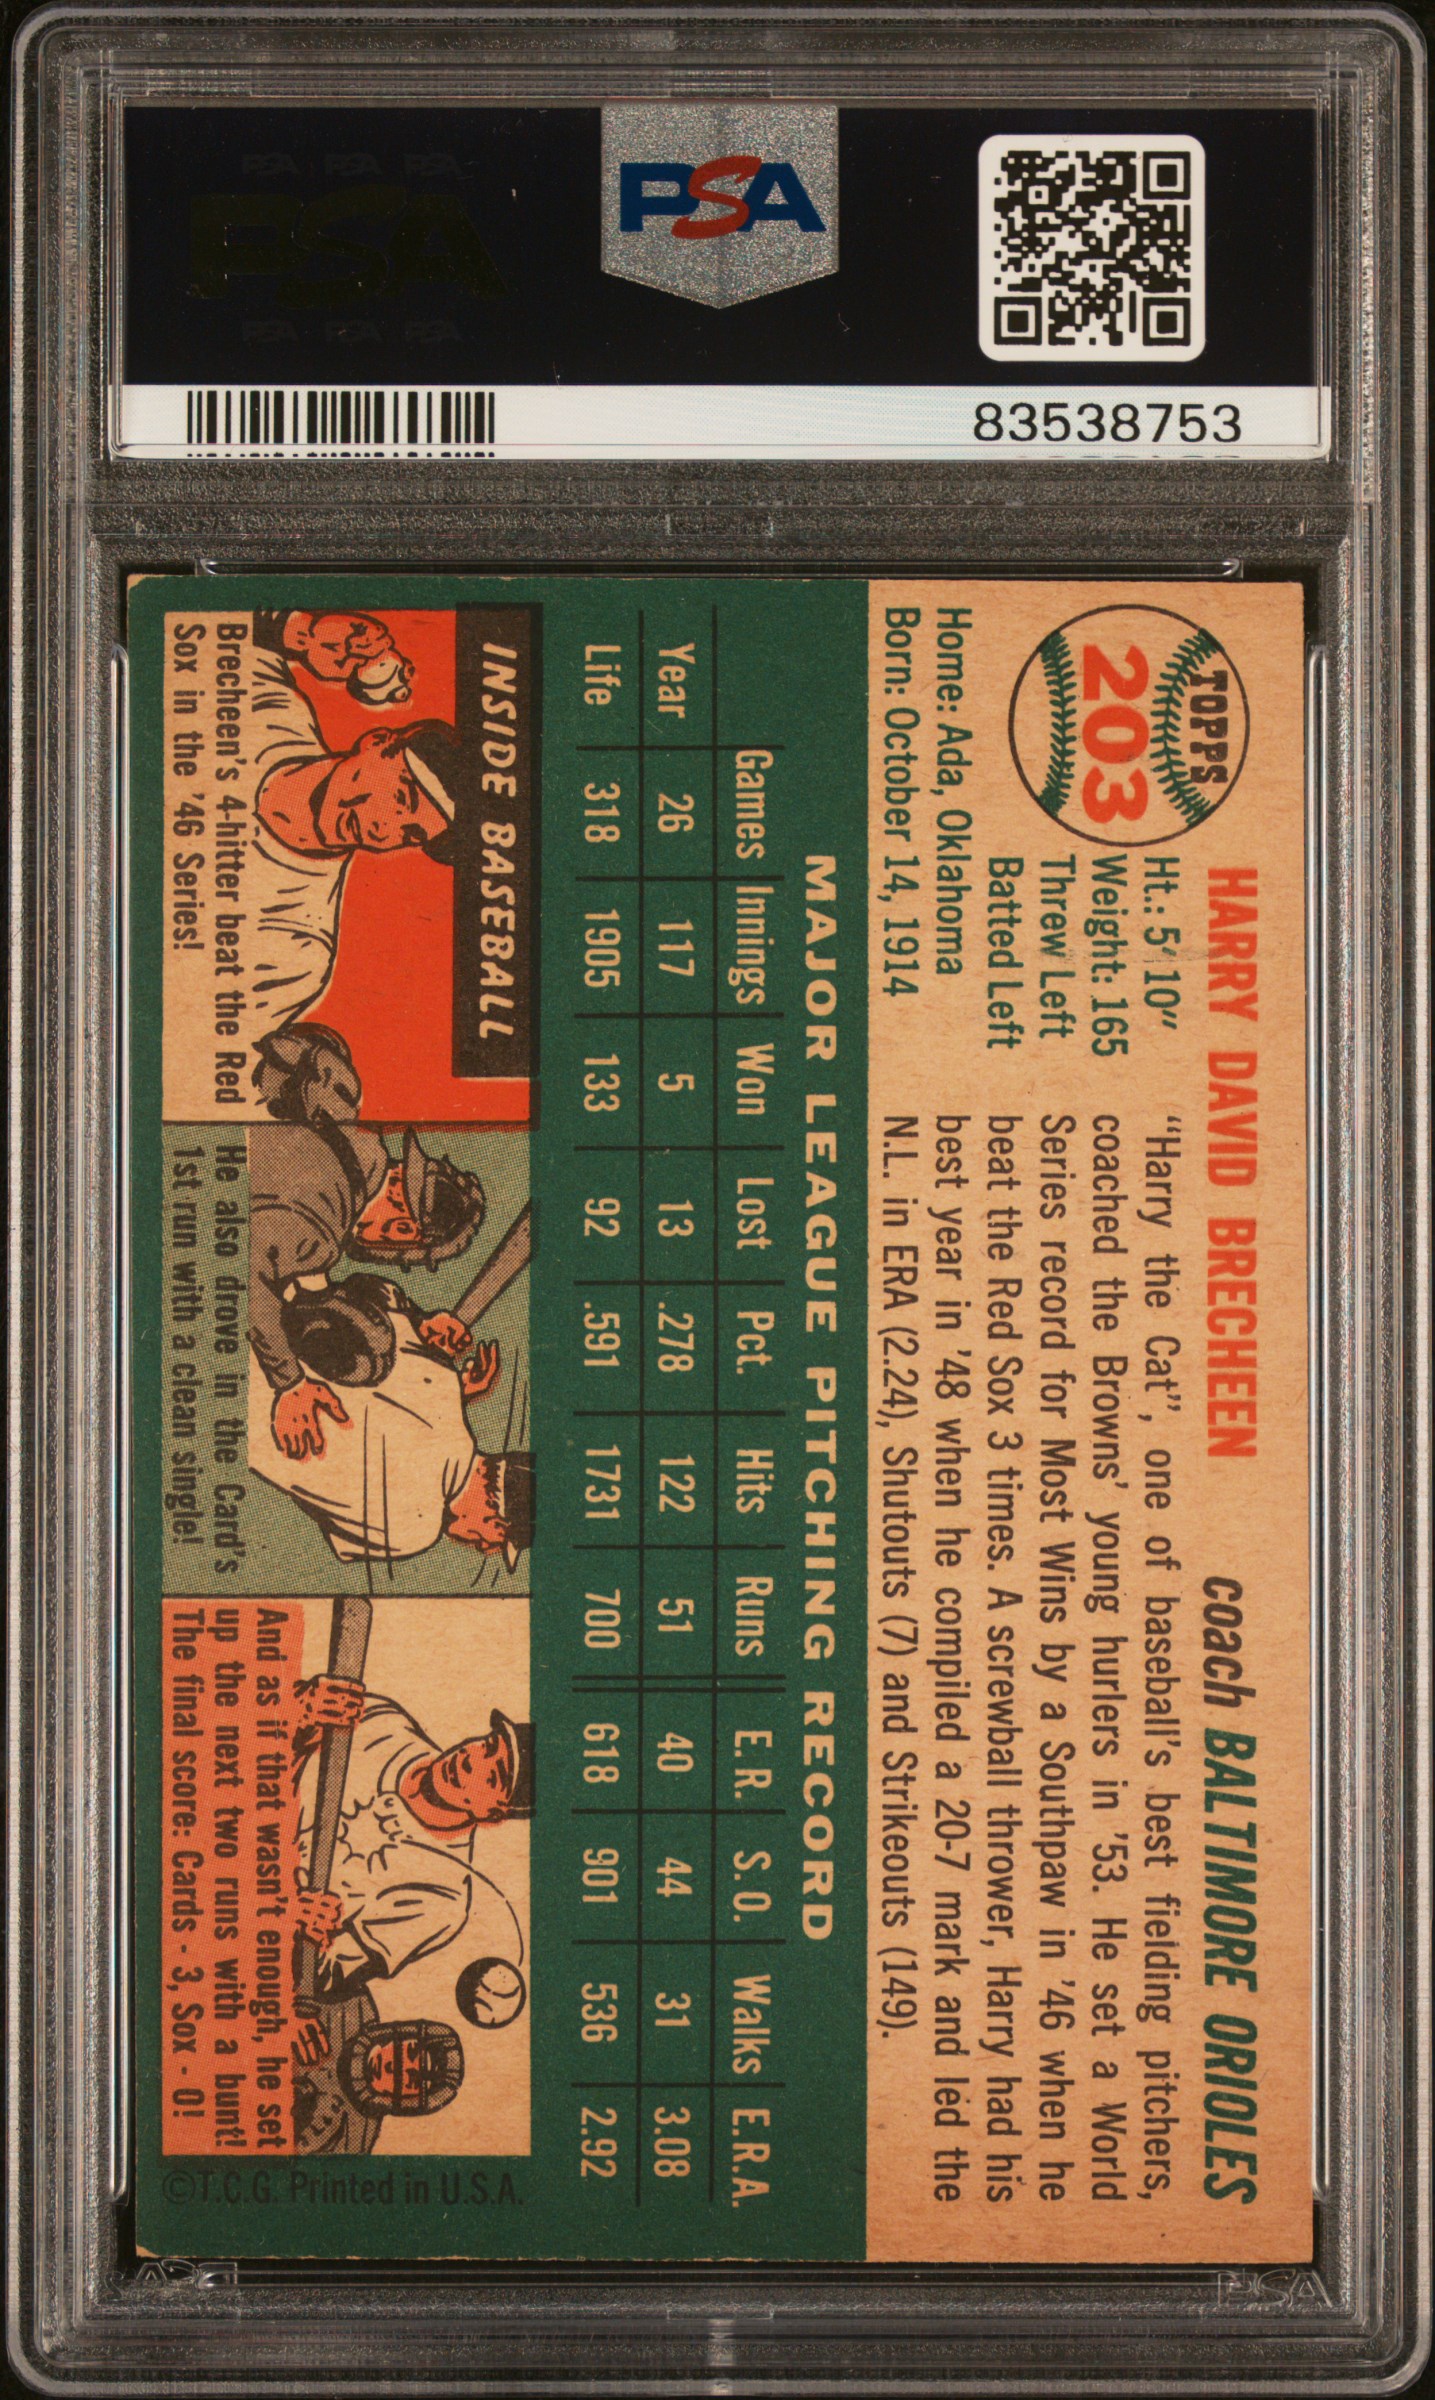 PSA PSA PSA
PSA
PSA PSA PSA
PSA
83538753
TOPPS
203
HARRY DAVID BRECHEEN
coach BALTIMORE ORIOLES
Ht.: 5' 10"
Weight: 165
Threw Left
Batted Left
Home: Ada, Oklahoma
Born: October 14, 1914
"Harry the Cat", one of baseball's best fielding pitchers,
coached the Browns' young hurlers in '53. He set a World
Series record for Most Wins by a Southpaw in '46 when he
beat the Red Sox 3 times. A screwball thrower, Harry had his
best year in '48 when he compiled a 20-7 mark and led the
N.L. in ERA (2.24), Shutouts (7) and Strikeouts (149).
MAJOR LEAGUE PITCHING RECORD
Games Innings Won Lost Pct. Hits Runs E.R. S.O. Walks E.R.A.
Year 26 117 5 13 .278 122 51 40 44 31 3.08
Life 318 1905 133 92 .591 1731 700 618 901 536 2.92
INSIDE BASEBALL
Brecheen's 4-hitter beat the Red
Sox in the '46 Series!
He also drove in the Card's
1st run with a clean single!
And as if that wasn't enough, he set
up the next two runs with a bunt!
The final score: Cards - 3, Sox - 0!
©T.C.G. Printed in U.S.A.
PSA
PSA